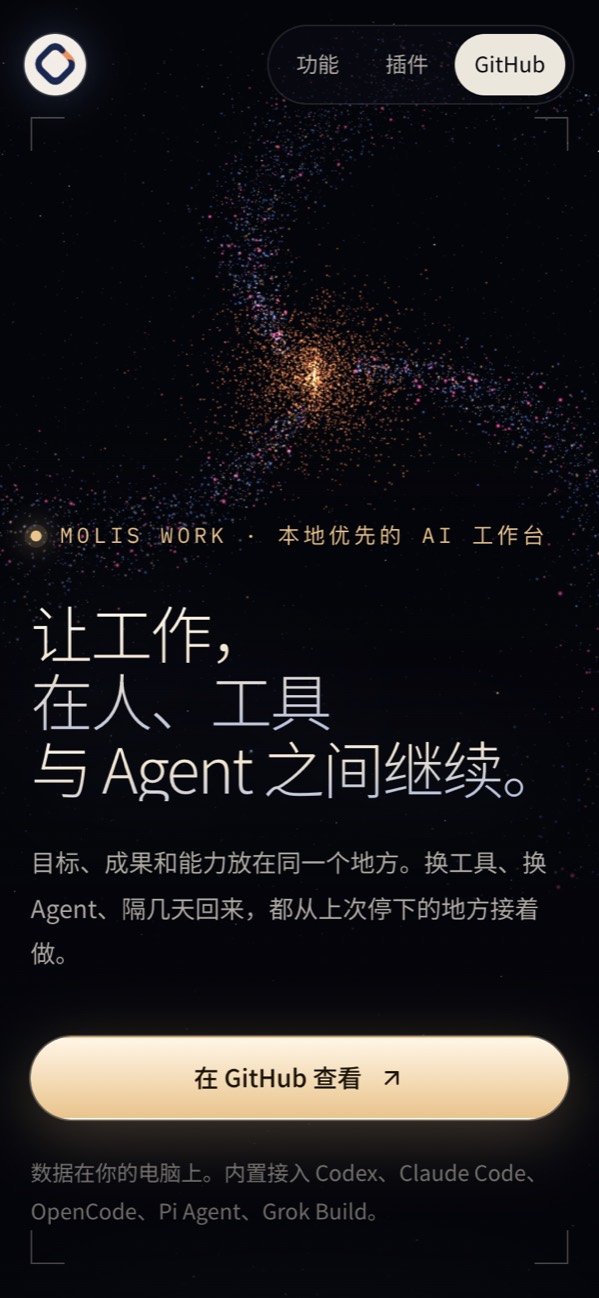 功能 插件 GitHub
MOLIS WORK · 本地优先的 AI 工作台
让工作，
在人、工具
与 Agent 之间继续。
目标、成果和能力放在同一个地方。换工具、换
Agent、隔几天回来，都从上次停下的地方接着
做。
在 GitHub 查看 ↗
数据在你的电脑上。内置接入 Codex、Claude Code、
OpenCode、Pi Agent、Grok Build。